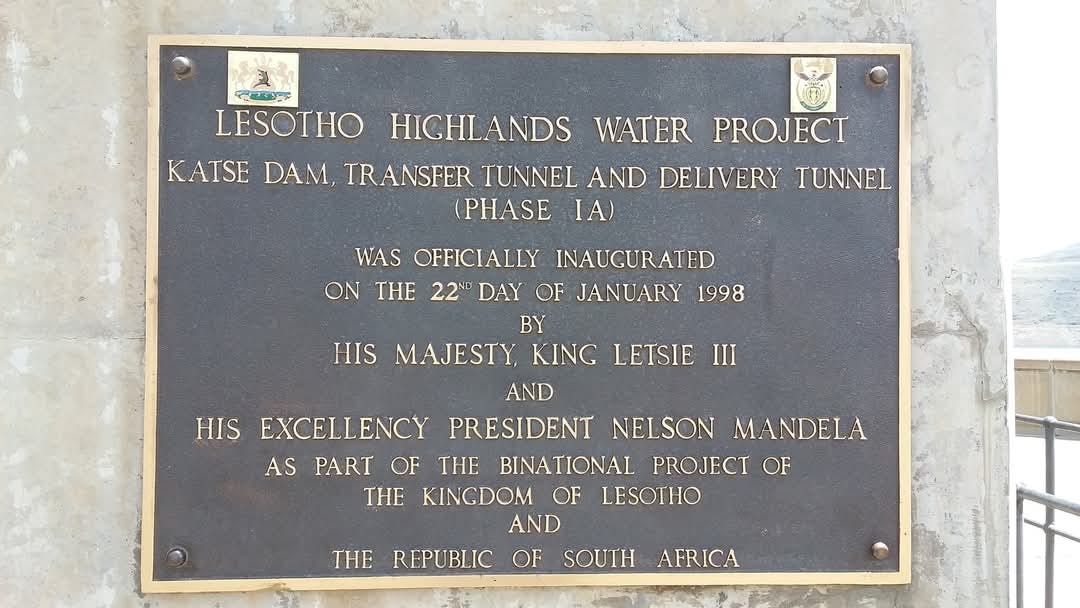 LESOTHO HIGHLANDS WATER PROJECT
KATSE DAM, TRANSFER TUNNEL AND DELIVERY TUNNEL
(PHASE IA)
WAS OFFICIALLY INAUGURATED
ON THE 22ND DAY OF JANUARY 1998
BY
HIS MAJESTY, KING LETSIE III
AND
HIS EXCELLENCY PRESIDENT NELSON MANDELA
AS PART OF THE BINATIONAL PROJECT OF
THE KINGDOM OF LESOTHO
AND
THE REPUBLIC OF SOUTH AFRICA